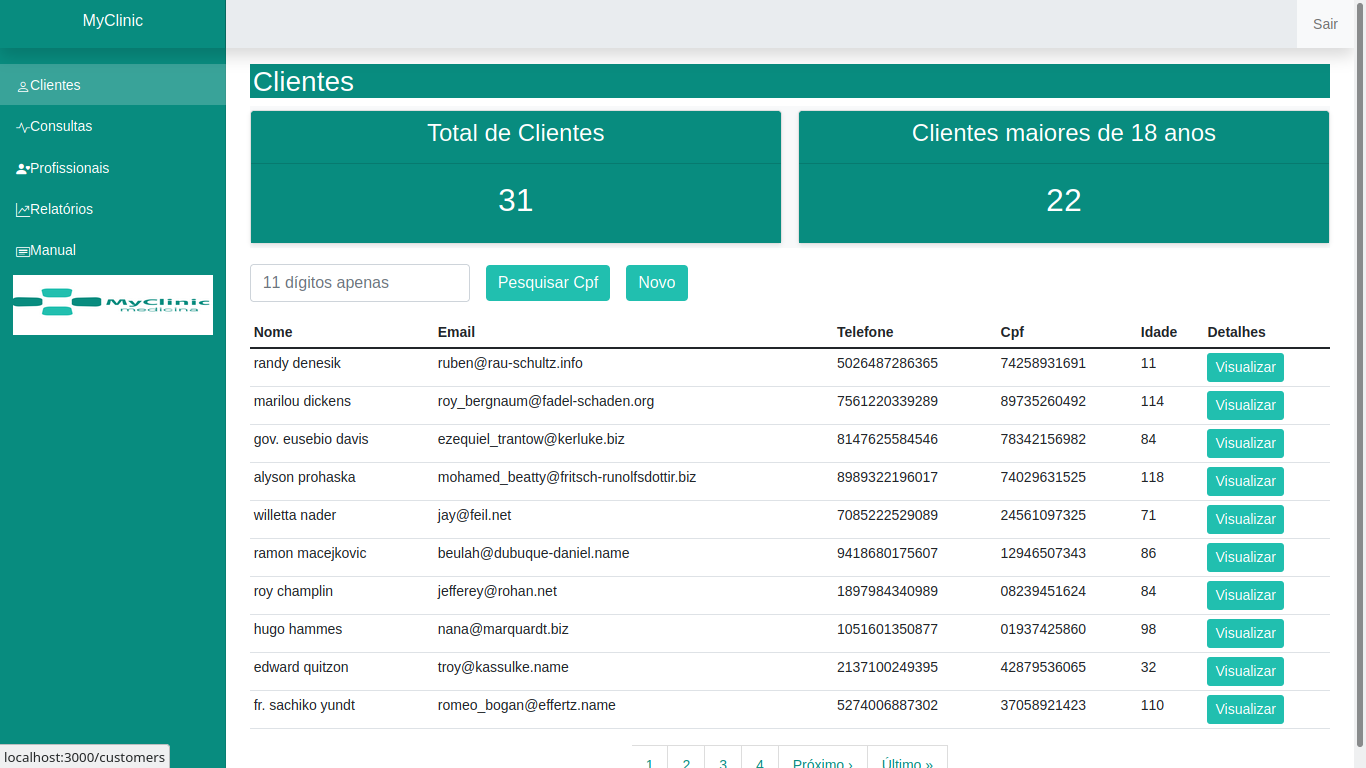 MyClinic
Sair
Clientes
Consultas
Profissionais
Relatórios
Manual
MyClinic
medicina
Clientes
Total de Clientes
31
Clientes maiores de 18 anos
22
11 dígitos apenas Pesquisar Cpf Novo
Nome Email Telefone Cpf Idade Detalhes
randy denesik ruben@rau-schultz.info 5026487286365 74258931691 11 Visualizar
marilou dickens roy_bergnaum@fadel-schaden.org 7561220339289 89735260492 114 Visualizar
gov. eusebio davis ezequiel_trantow@kerluke.biz 8147625584546 78342156982 84 Visualizar
alyson prohaska mohamed_beatty@fritsch-runolfsdottir.biz 8989322196017 74029631525 118 Visualizar
willetta nader jay@feil.net 7085222529089 24561097325 71 Visualizar
ramon macejkovic beulah@dubuque-daniel.name 9418680175607 12946507343 86 Visualizar
roy champlin jefferey@rohan.net 1897984340989 08239451624 84 Visualizar
hugo hammes nana@marquardt.biz 1051601350877 01937425860 98 Visualizar
edward quitzon troy@kassulke.name 2137100249395 42879536065 32 Visualizar
fr. sachiko yundt romeo_bogan@effertz.name 5274006887302 37058921423 110 Visualizar
1 2 3 4 Próximo › Último »
localhost:3000/customers